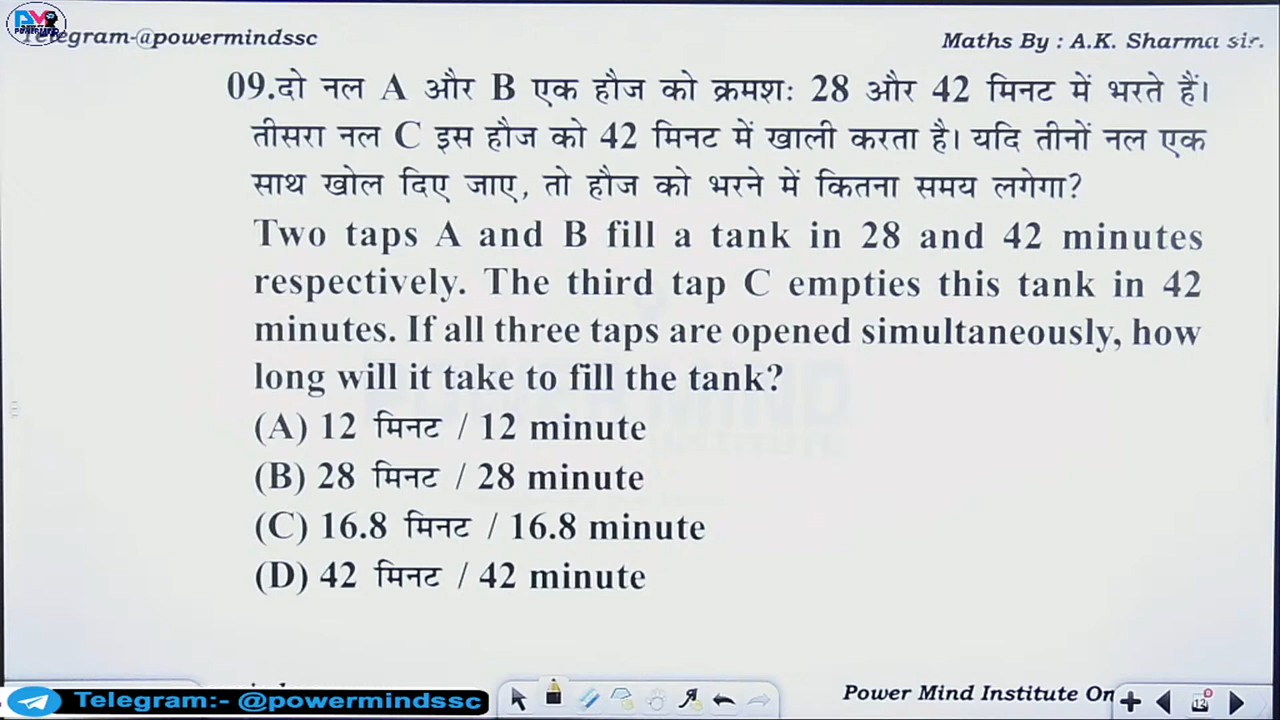 Telegram-@powermindssc
Maths By : A.K. Sharma sir.
09.दो नल A और B एक हौज को क्रमशः 28 और 42 मिनट में भरते हैं।
तीसरा नल C इस हौज को 42 मिनट में खाली करता है। यदि तीनों नल एक
साथ खोल दिए जाए, तो हौज को भरने में कितना समय लगेगा?
Two taps A and B fill a tank in 28 and 42 minutes
respectively. The third tap C empties this tank in 42
minutes. If all three taps are opened simultaneously, how
long will it take to fill the tank?
(A) 12 मिनट / 12 minute
(B) 28 मिनट / 28 minute
(C) 16.8 मिनट / 16.8 minute
(D) 42 मिनट / 42 minute
Telegram:- @powermindssc
Power Mind Institute On
12